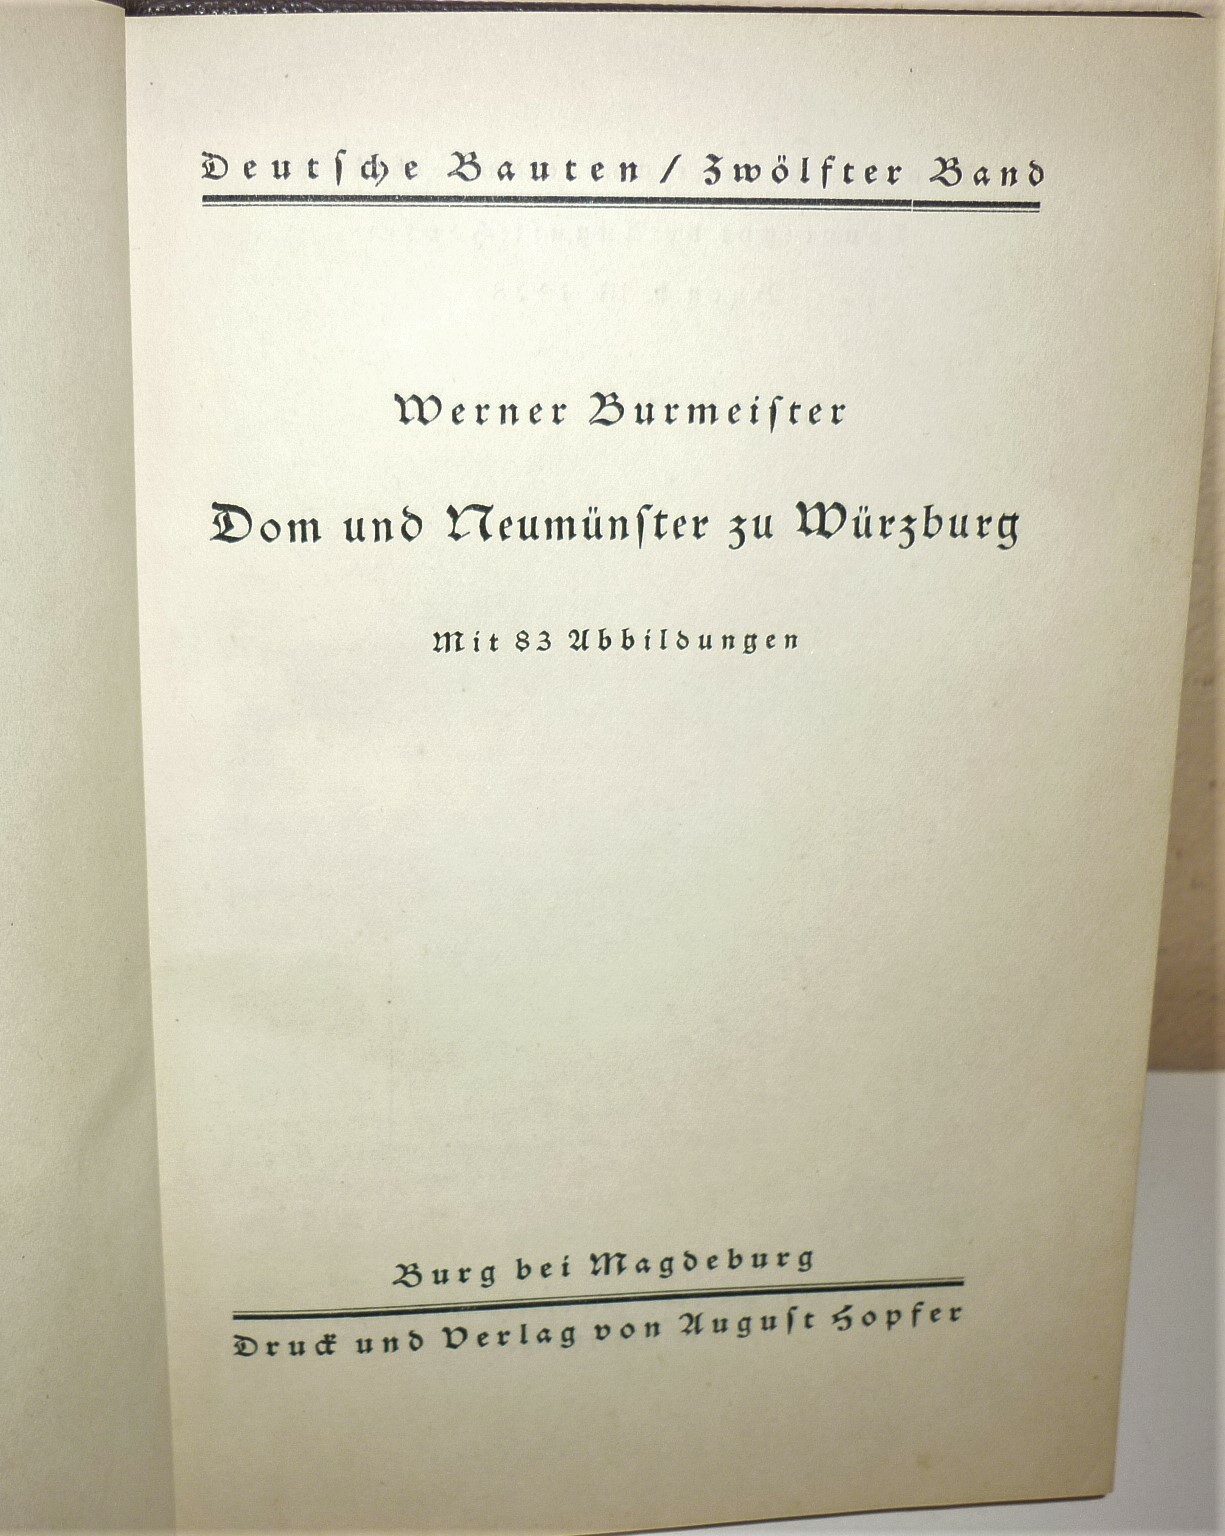 Deutſche Bauten / Zwölfter Band
Werner Burmeiſter
Dom und Neumünſter zu Würzburg
Mit 83 Abbildungen
Burg bei Magdeburg
Druck und Verlag von August Hopfer